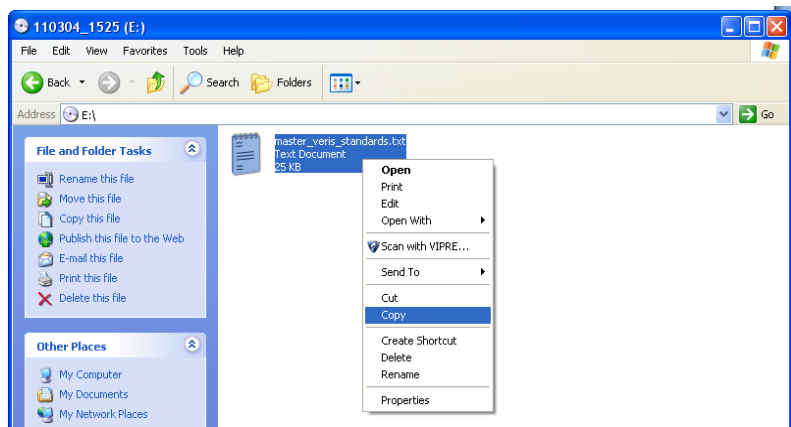 110304_1525 (E:)
File Edit View Favorites Tools Help
Back Search Folders
Address E:\ Go
File and Folder Tasks
Rename this file
Move this file
Copy this file
Publish this file to the Web
E-mail this file
Print this file
Delete this file
Other Places
My Computer
My Documents
My Network Places
master_veris_standards.txt
Text Document
25 KB
Open
Print
Edit
Open With
Scan with VIPRE...
Send To
Cut
Copy
Create Shortcut
Delete
Rename
Properties